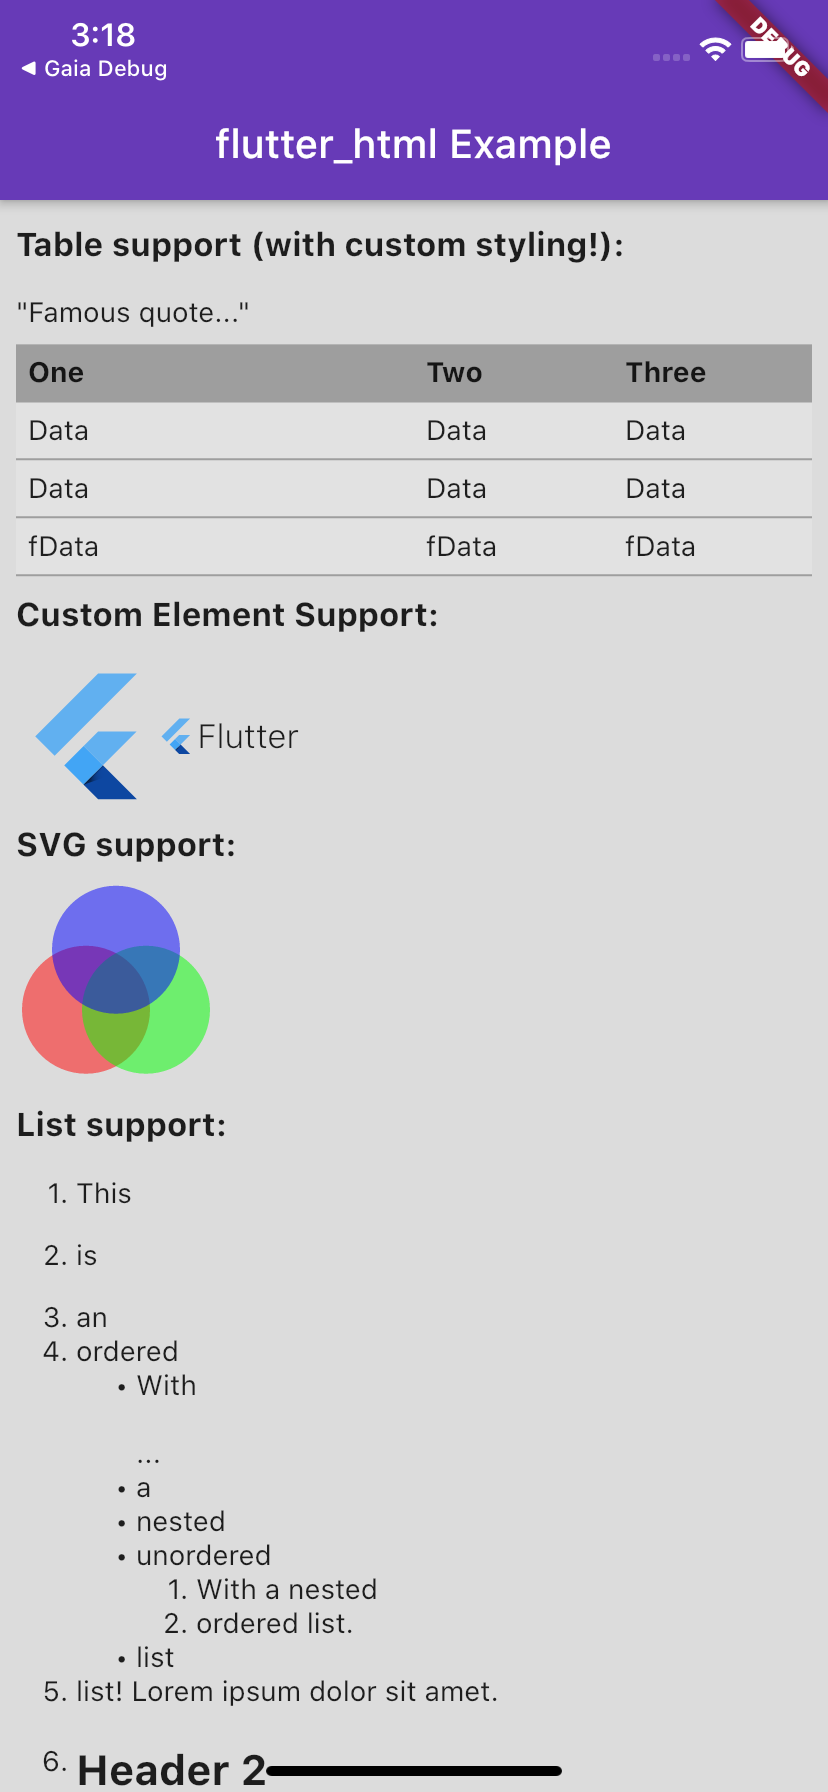 3:18
◀ Gaia Debug
DEBUG
flutter_html Example
Table support (with custom styling!):
"Famous quote..."
One Two Three
Data Data Data
Data Data Data
fData fData fData
Custom Element Support:
Flutter
SVG support:
List support:
1. This
2. is
3. an
4. ordered
• With
...
• a
• nested
• unordered
1. With a nested
2. ordered list.
• list
5. list! Lorem ipsum dolor sit amet.
6. Header 2